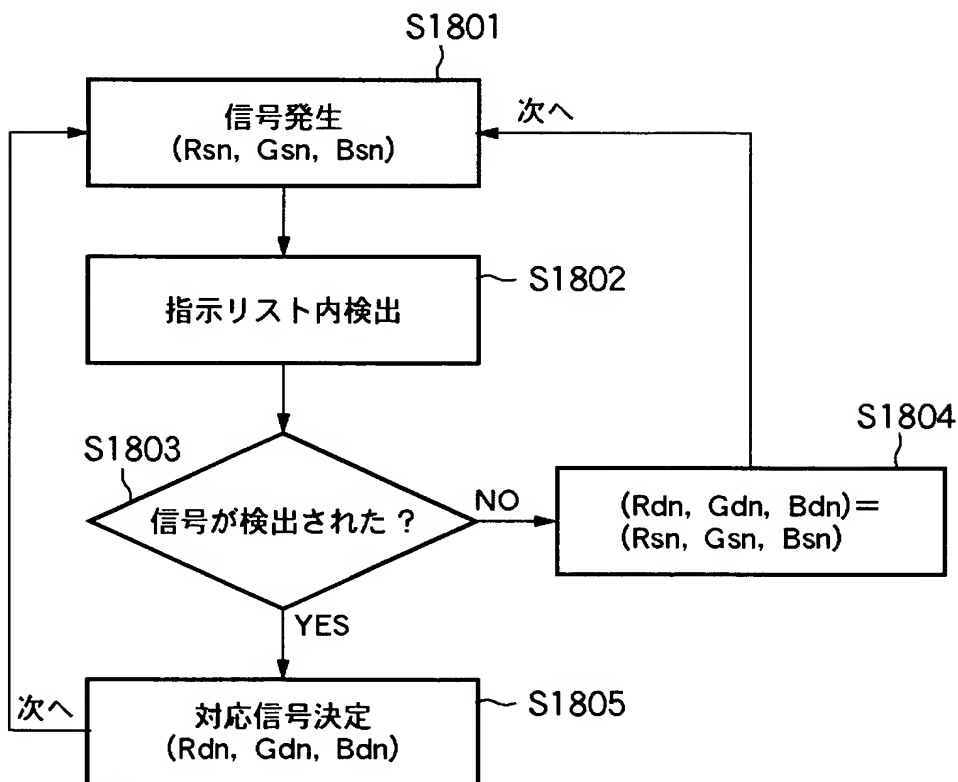 S1801
信号発生
(Rsn, Gsn, Bsn)
次へ
S1802
指示リスト内検出
S1803
信号が検出された ?
NO
S1804
(Rdn, Gdn, Bdn)=
(Rsn, Gsn, Bsn)
YES
次へ
S1805
対応信号決定
(Rdn, Gdn, Bdn)